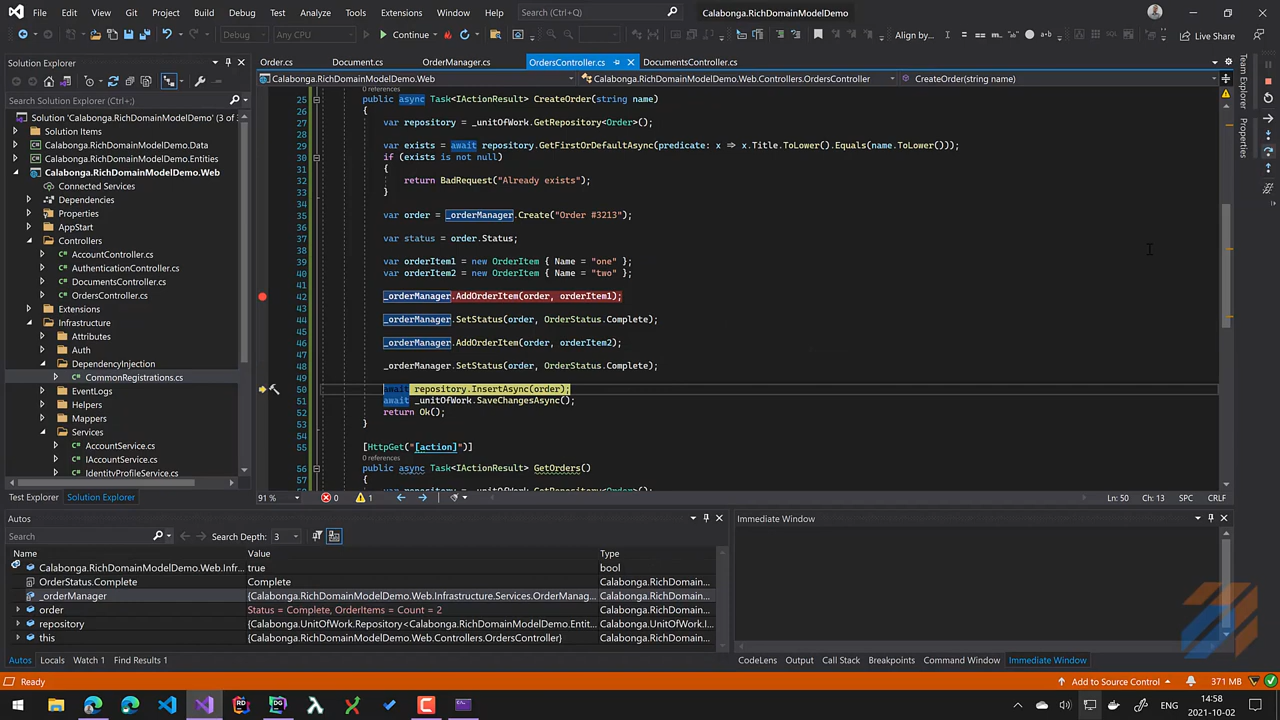 File Edit View Git Project Build Debug Test Analyze Tools Extensions Window Help Search (Ctrl+Q) Calabonga.RichDomainModelDemo
Debug Any CPU Continue Align by... Live Share
Solution Explorer
Order.cs Document.cs OrderManager.cs OrdersController.cs DocumentsController.cs
Calabonga.RichDomainModelDemo.Web Calabonga.RichDomainModelDemo.Web.Controllers.OrdersController CreateOrder(string name)
Search Solution Explorer (Ctrl+;)
Solution 'Calabonga.RichDomainModelDemo' (3 of 3
Solution Items
Calabonga.RichDomainModelDemo.Data
Calabonga.RichDomainModelDemo.Entities
Calabonga.RichDomainModelDemo.Web
Connected Services
Dependencies
Properties
AppStart
Controllers
AccountController.cs
AuthenticationController.cs
DocumentsController.cs
OrdersController.cs
Extensions
Infrastructure
Attributes
Auth
DependencyInjection
CommonRegistrations.cs
EventLogs
Helpers
Mappers
Services
AccountService.cs
IAccountService.cs
IdentityProfileService.cs
Test Explorer Solution Explorer
0 references
25 public async Task<IActionResult> CreateOrder(string name)
26 {
27 var repository = _unitOfWork.GetRepository<Order>();
28
29 var exists = await repository.GetFirstOrDefaultAsync(predicate: x => x.Title.ToLower().Equals(name.ToLower()));
30 if (exists is not null)
31 {
32 return BadRequest("Already exists");
33 }
34
35 var order = _orderManager.Create("Order #3213");
36
37 var status = order.Status;
38
39 var orderItem1 = new OrderItem { Name = "one" };
40 var orderItem2 = new OrderItem { Name = "two" };
41
42 _orderManager.AddOrderItem(order, orderItem1);
43
44 _orderManager.SetStatus(order, OrderStatus.Complete);
45
46 _orderManager.AddOrderItem(order, orderItem2);
47
48 _orderManager.SetStatus(order, OrderStatus.Complete);
49
50 await repository.InsertAsync(order);
51 await _unitOfWork.SaveChangesAsync();
52 return Ok();
53 }
54
55 [HttpGet("[action]")]
0 references
56 public async Task<IActionResult> GetOrders()
57 {
58 var repository = _unitOfWork.GetRepository<Order>();
91 % 0 1 Ln: 50 Ch: 13 SPC CRLF
Team Explorer
Properties
Autos
Search Search Depth: 3
Name Value Type
Calabonga.RichDomainModelDemo.Web.Infr... true bool
OrderStatus.Complete Complete Calabonga.RichDomain...
_orderManager {Calabonga.RichDomainModelDemo.Web.Infrastructure.Services.OrderManag... Calabonga.RichDomain...
order Status = Complete, OrderItems = Count = 2 Calabonga.RichDomain...
repository {Calabonga.UnitOfWork.Repository<Calabonga.RichDomainModelDemo.Entit... Calabonga.UnitOfWork.I...
this {Calabonga.RichDomainModelDemo.Web.Controllers.OrdersController} Calabonga.RichDomain...
Autos Locals Watch 1 Find Results 1
Immediate Window
CodeLens Output Call Stack Breakpoints Command Window Immediate Window
Ready Add to Source Control 371 MB
ENG 14:58
2021-10-02